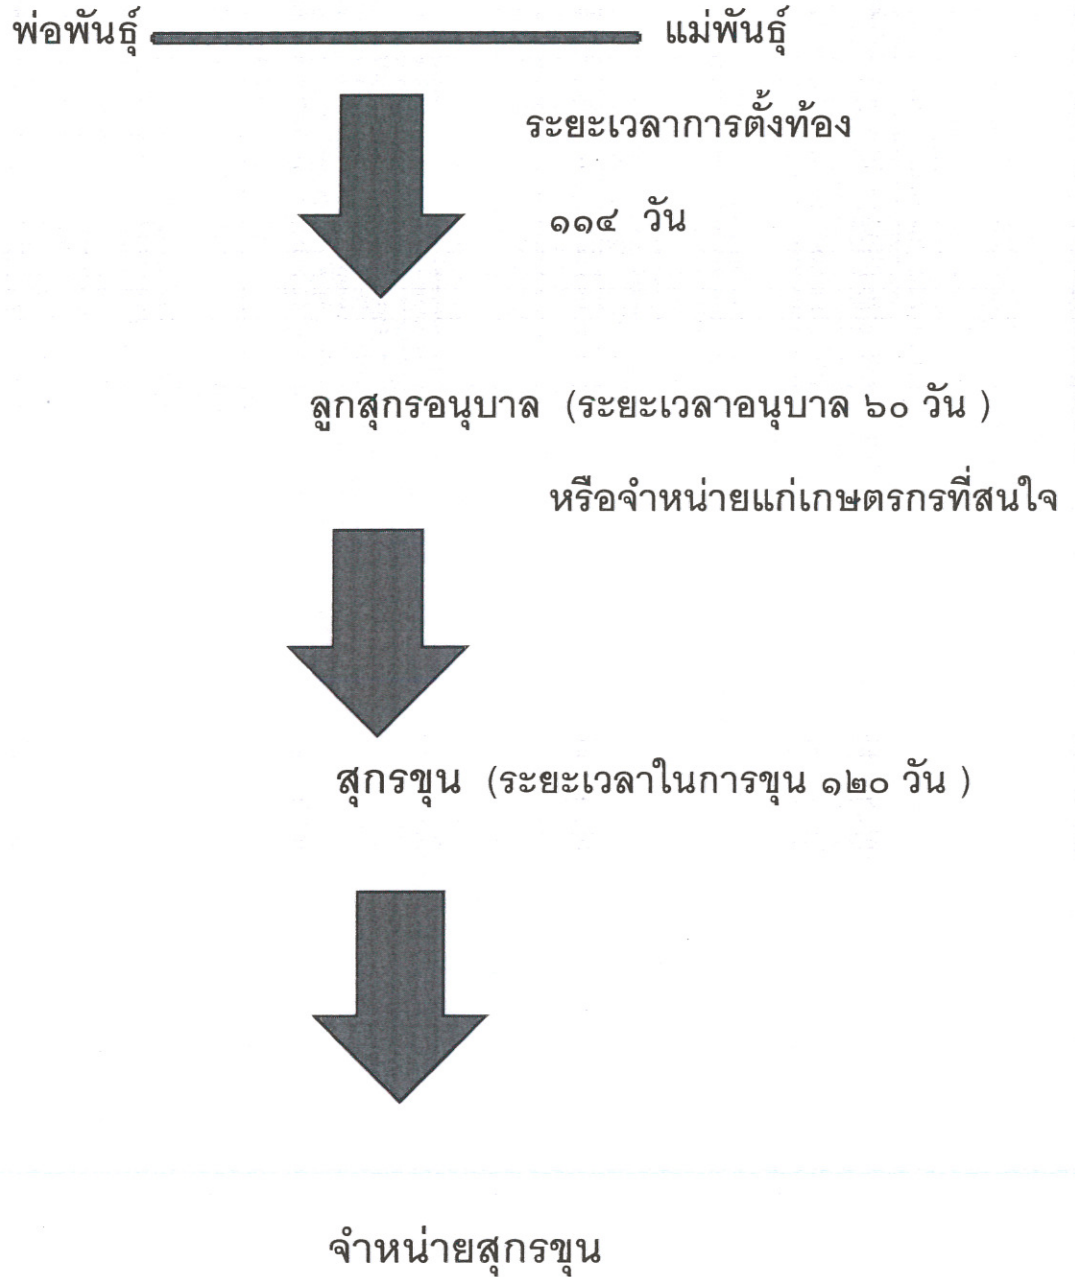 พ่อพันธุ์ แม่พันธุ์
ระยะเวลาการตั้งท้อง
๑๑๔ วัน
ลูกสุกรอนุบาล (ระยะเวลาอนุบาล ๖๐ วัน )
หรือจำหน่ายแก่เกษตรกรที่สนใจ
สุกรขุน (ระยะเวลาในการขุน ๑๒๐ วัน )
จำหน่ายสุกรขุน